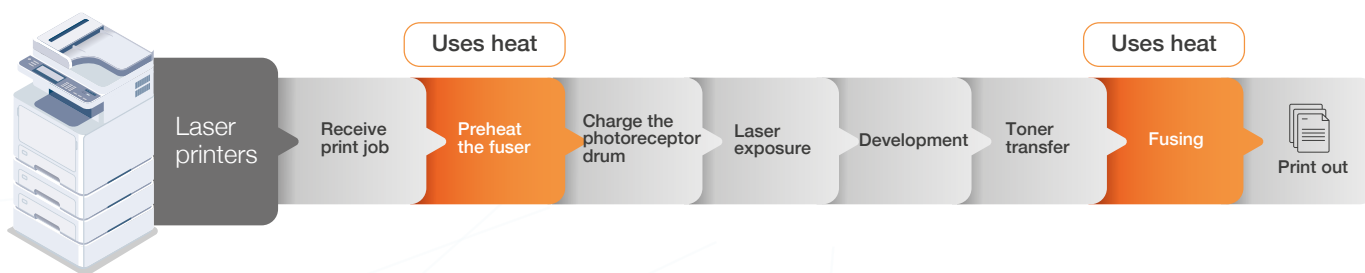 Uses heat
Uses heat
Laser
printers
Receive
print job
Preheat
the fuser
Charge the
photoreceptor
drum
Laser
exposure
Development
Toner
transfer
Fusing
Print out